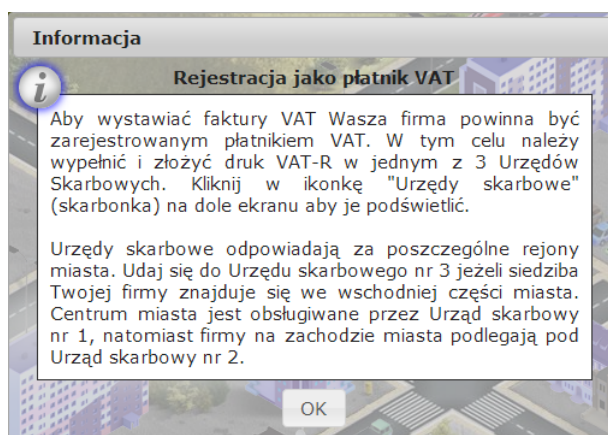 Informacja
i
Rejestracja jako płatnik VAT
Aby wystawiać faktury VAT Wasza firma powinna być
zarejestrowanym płatnikiem VAT. W tym celu należy
wypełnić i złożyć druk VAT-R w jednym z 3 Urzędów
Skarbowych. Kliknij w ikonkę "Urzędy skarbowe"
(skarbonka) na dole ekranu aby je podświetlić.
Urzędy skarbowe odpowiadają za poszczególne rejony
miasta. Udaj się do Urzędu skarbowego nr 3 jeżeli siedziba
Twojej firmy znajduje się we wschodniej części miasta.
Centrum miasta jest obsługiwane przez Urząd skarbowy
nr 1, natomiast firmy na zachodzie miasta podlegają pod
Urząd skarbowy nr 2.
OK